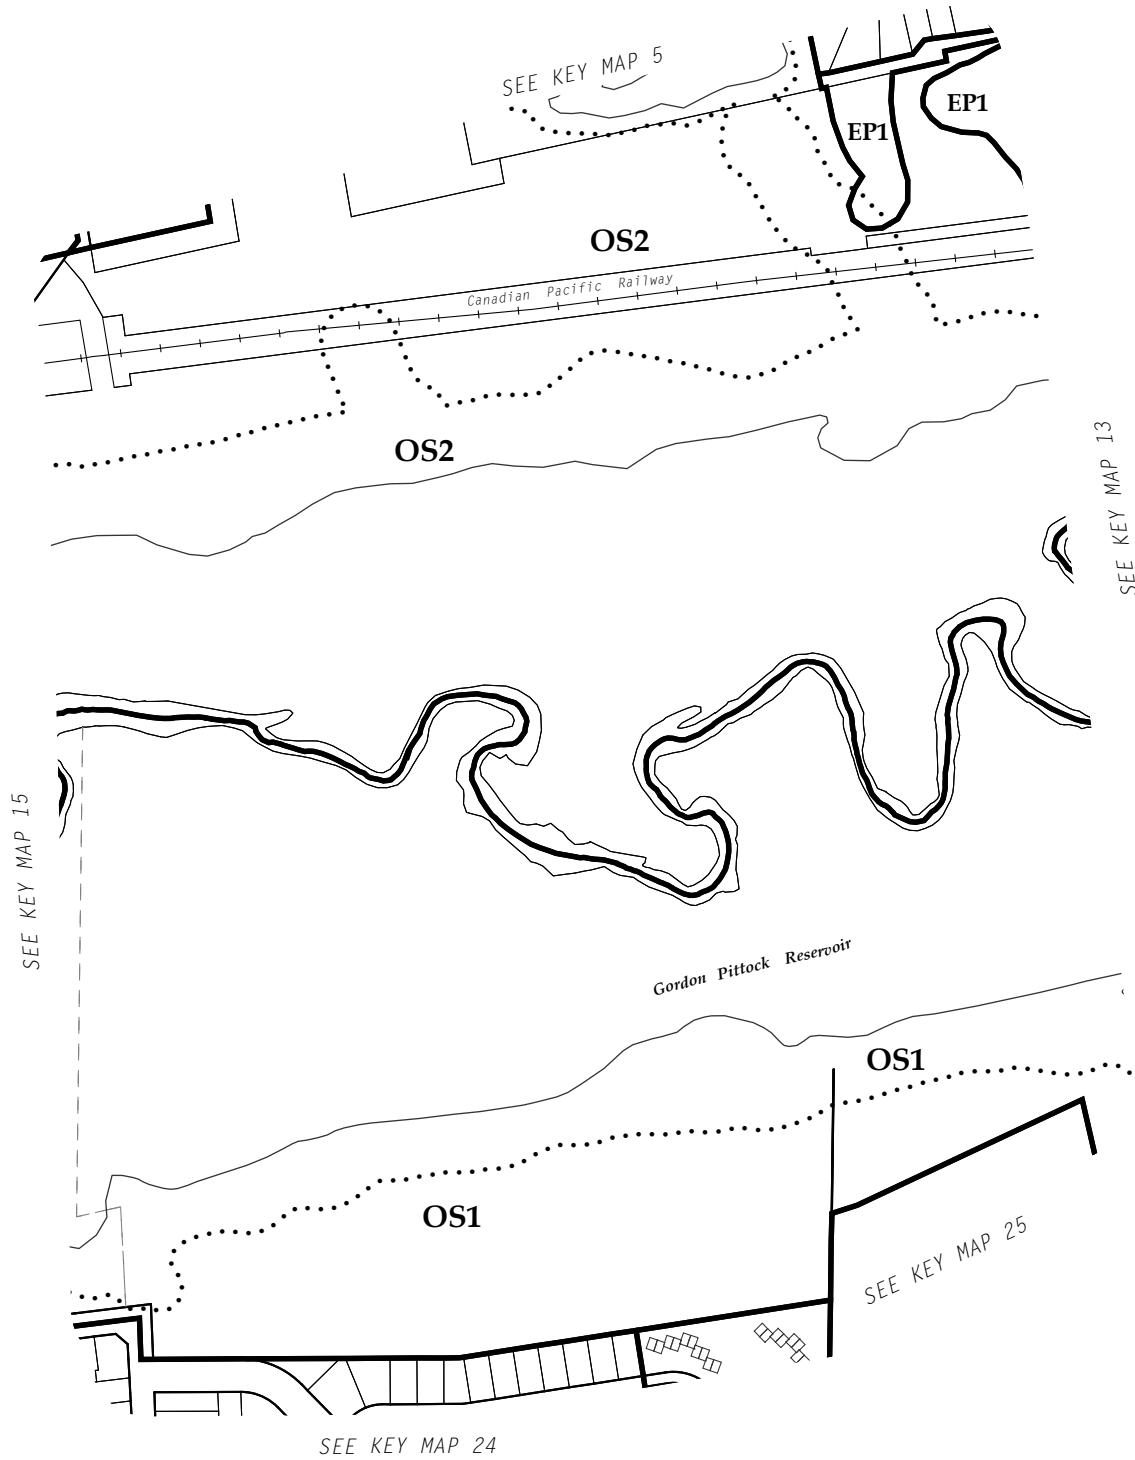 SEE KEY MAP 5
EP1
EP1
OS2
Canadian Pacific Railway
OS2
SEE KEY MAP 13
SEE KEY MAP 15
Gordon Pittock Reservoir
OS1
OS1
SEE KEY MAP 25
SEE KEY MAP 24